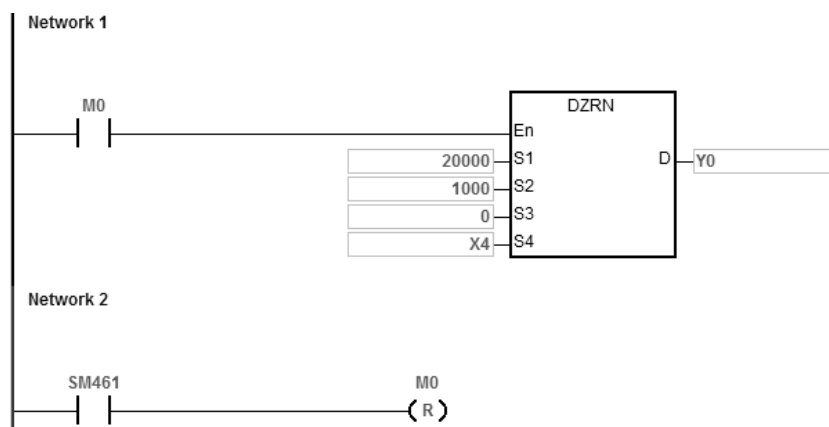 Network 1
M0
DZRN
En
20000 S1 D Y0
1000 S2
0 S3
X4 S4
Network 2
SM461 M0
R